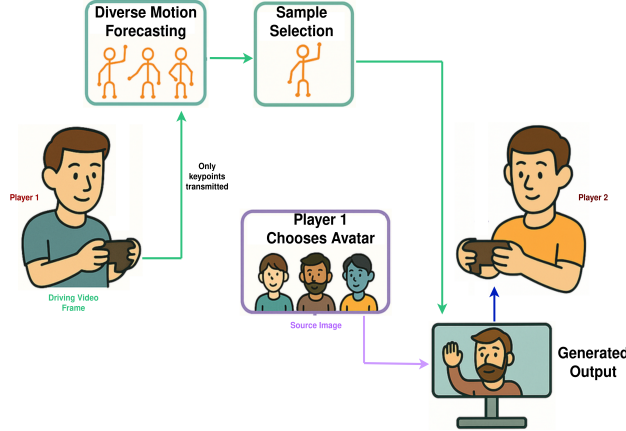 Diverse Motion
Forecasting
Sample
Selection
Player 1
Only
keypoints
transmitted
Player 2
Player 1
Chooses Avatar
Driving Video
Frame
Source Image
Generated
Output